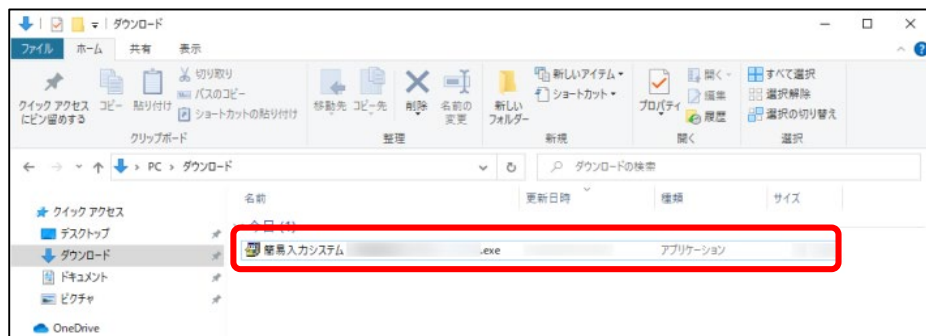 ダウンロード
ファイル ホーム 共有 表示
クイック アクセス
にピン留めする
コピー
貼り付け
切り取り
パスのコピー
ショートカットの貼り付け
クリップボード
移動先
コピー先
削除
名前の
変更
整理
新しい
フォルダー
新しいアイテム
ショートカット
新規
プロパティ
開く
編集
履歴
開く
すべて選択
選択解除
選択の切り替え
選択
PC › ダウンロード
ダウンロードの検索
名前 更新日時 種類 サイズ
クイック アクセス
今日 (1)
デスクトップ
簡易入力システム .exe アプリケーション
ダウンロード
ドキュメント
ピクチャ
OneDrive